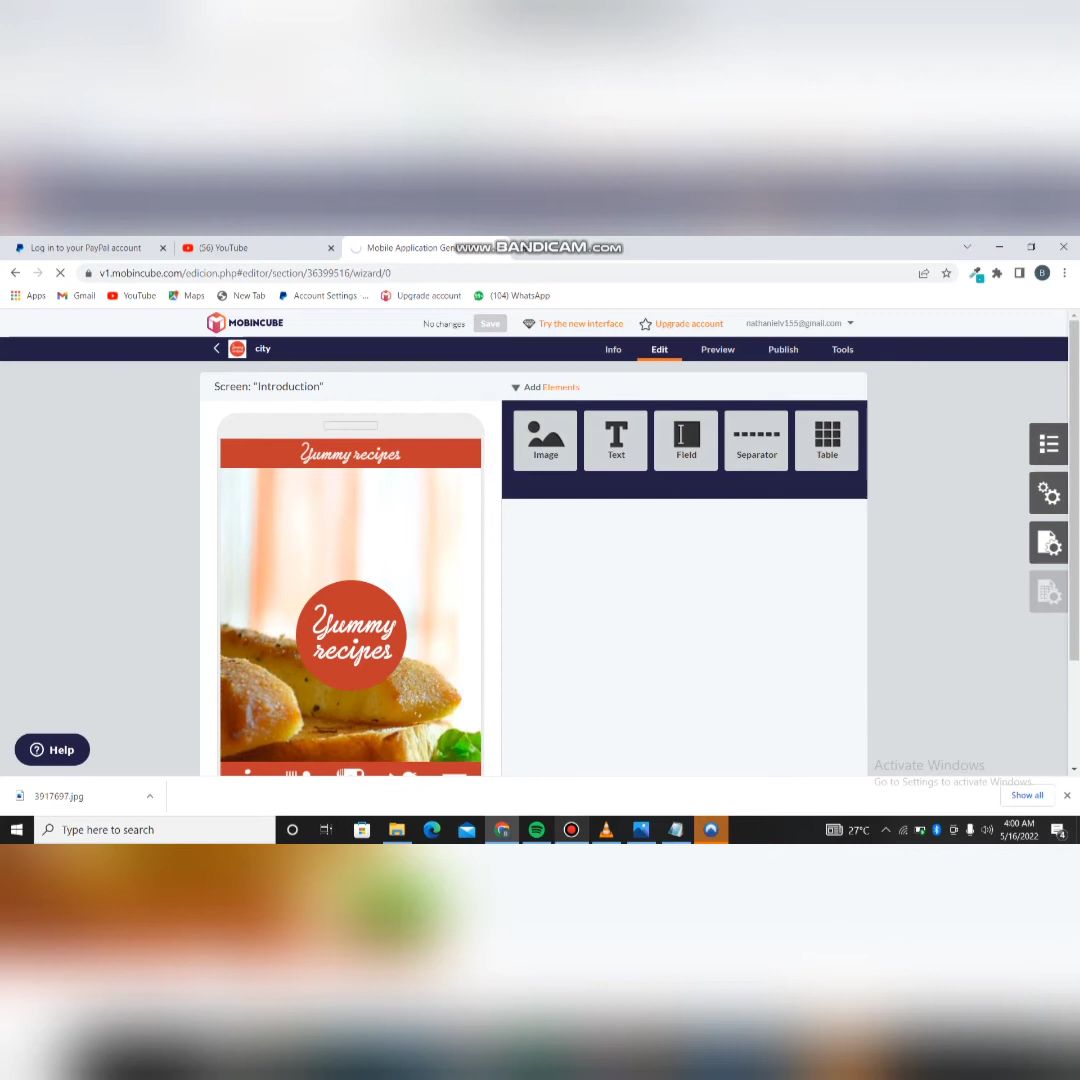 Log in to your PayPal account
(56) YouTube
Mobile Application Gen
www.BANDICAM.com
v1.mobincube.com/edicion.php#editor/section/36399516/wizard/0
B
Apps
Gmail
YouTube
Maps
New Tab
Account Settings - ...
Upgrade account
(104) WhatsApp
MOBINCUBE
No changes
Save
Try the new interface
Upgrade account
nathanielv155@gmail.com
city
Info
Edit
Preview
Publish
Tools
Screen: "Introduction"
Add Elements
Yummy recipes
Image
Text
Field
Separator
Table
Yummy
recipes
Help
Activate Windows
Go to Settings to activate Windows.
3917697.jpg
Show all
Type here to search
27°C
4:00 AM
5/16/2022
4